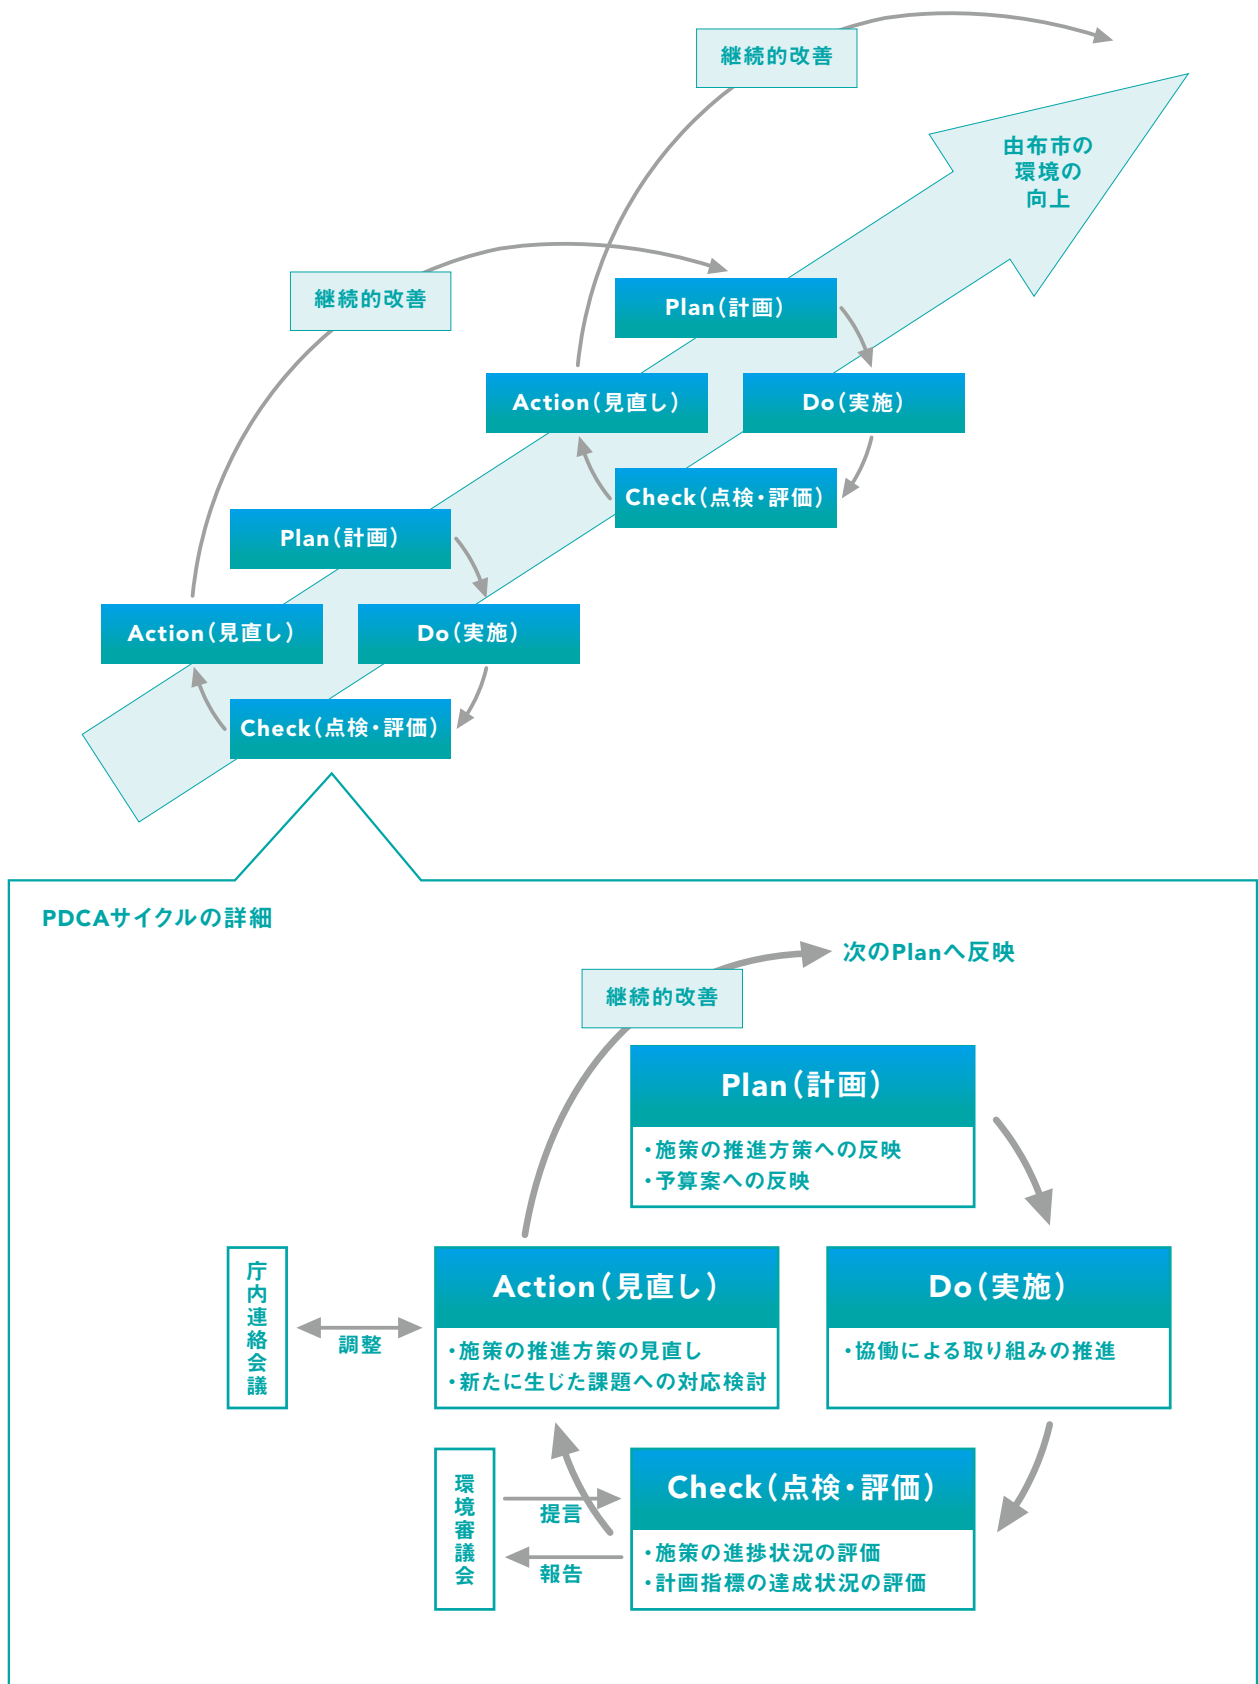 継続的改善
由布市の
環境の
向上
継続的改善
Plan(計画)
Action(見直し)
Do(実施)
Check(点検・評価)
Plan(計画)
Action(見直し)
Do(実施)
Check(点検・評価)
PDCAサイクルの詳細
次のPlanへ反映
継続的改善
Plan(計画)
・施策の推進方策への反映
・予算案への反映
庁内連絡会議
調整
Action(見直し)
・施策の推進方策の見直し
・新たに生じた課題への対応検討
Do(実施)
・協働による取り組みの推進
環境審議会
提言
報告
Check(点検・評価)
・施策の進捗状況の評価
・計画指標の達成状況の評価